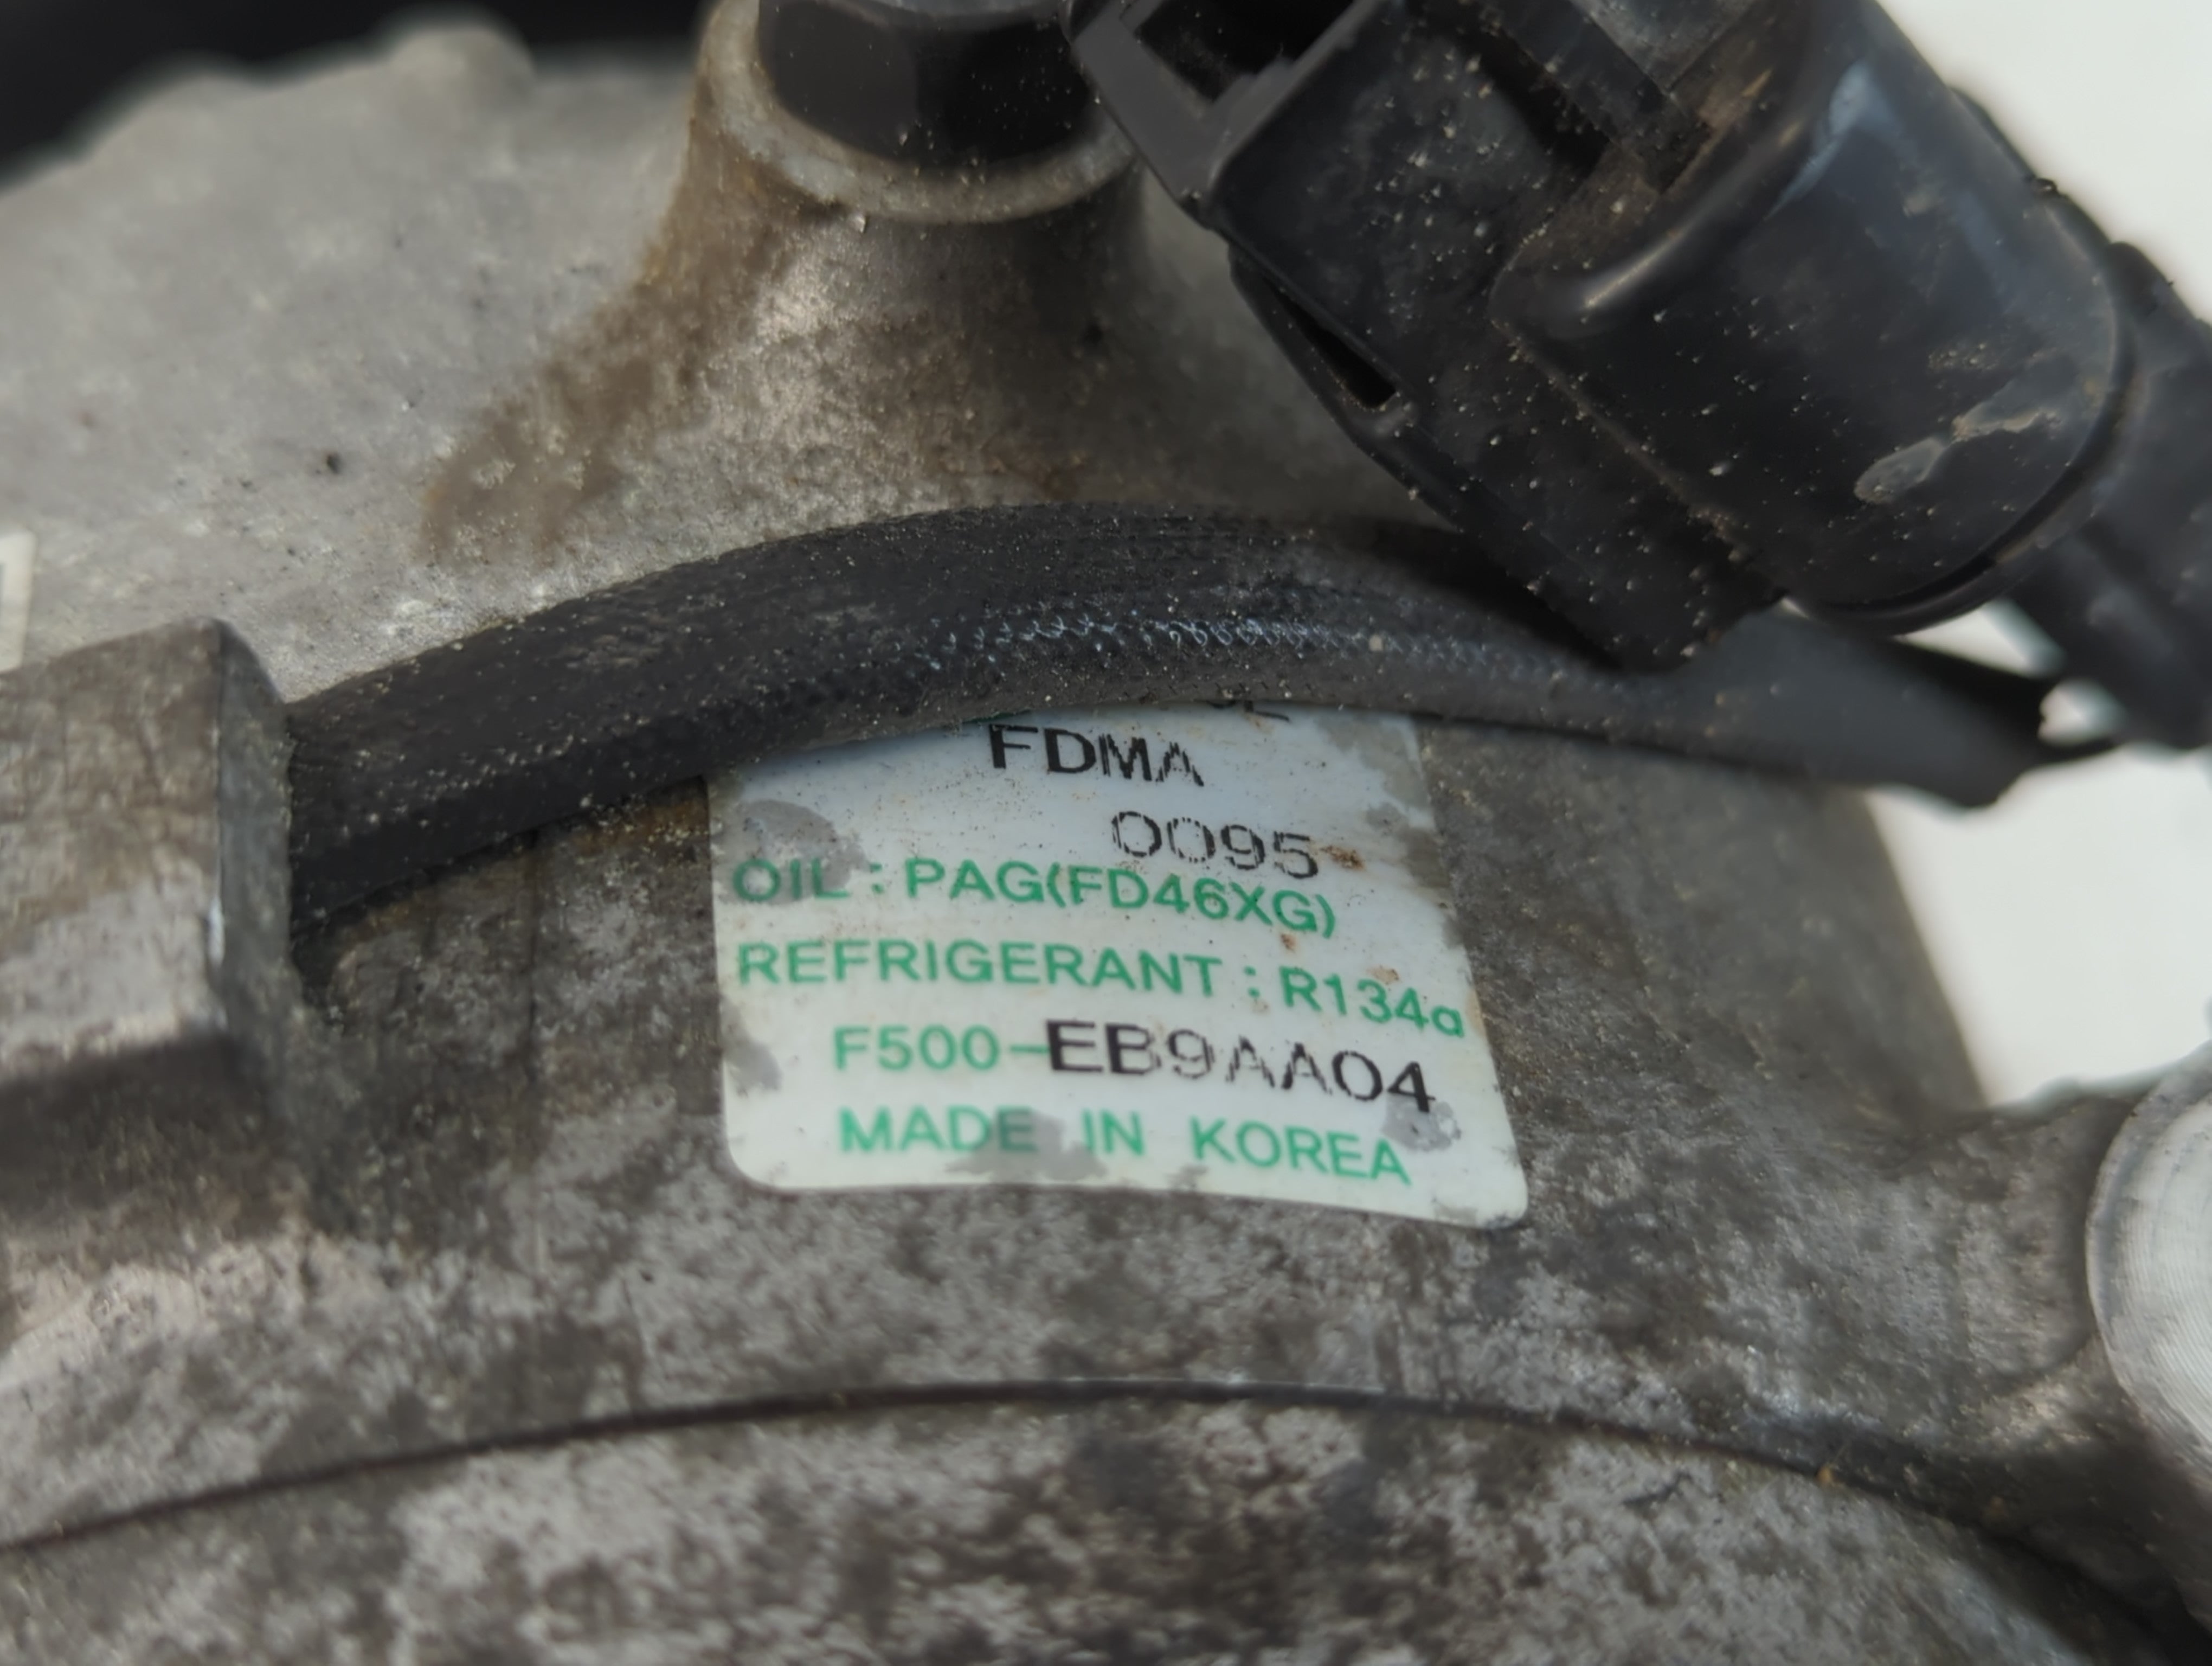 FDMA
0095
OIL : PAG(FD46XG)
REFRIGERANT : R134a
F500-EB9AA04
MADE IN KOREA